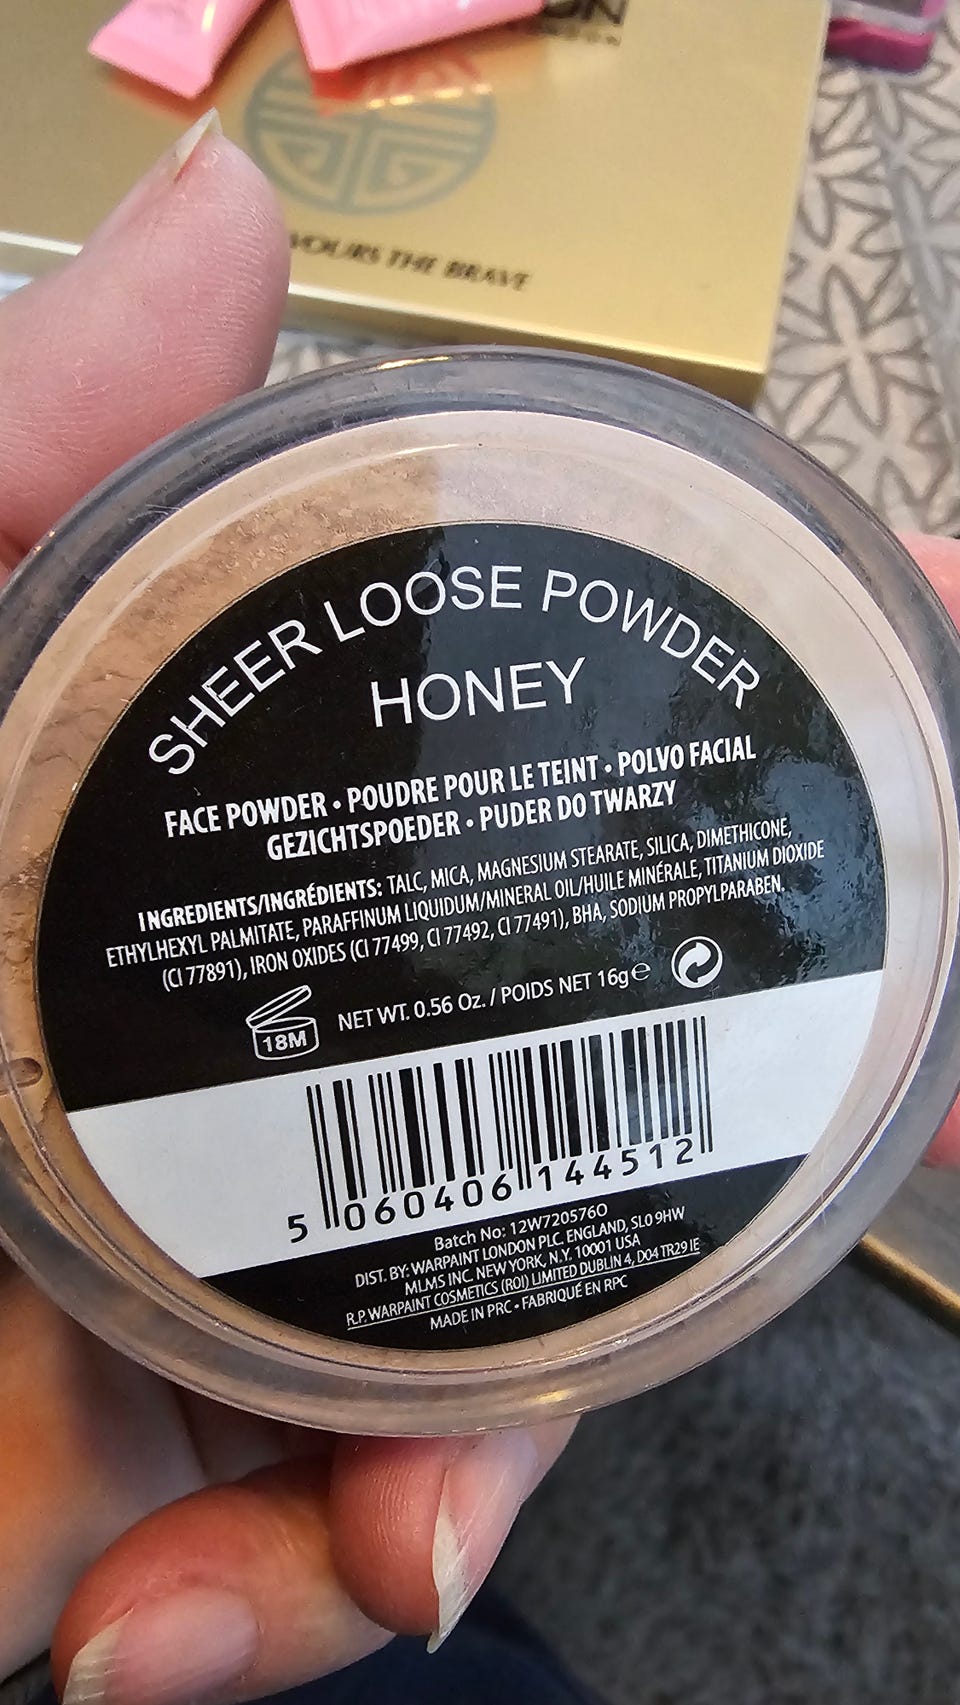 ON
YOURS THE BRAVE
SHEER LOOSE POWDER
HONEY
FACE POWDER • POUDRE POUR LE TEINT • POLVO FACIAL
GEZICHTSPOEDER • PUDER DO TWARZY
INGREDIENTS/INGRÉDIENTS: TALC, MICA, MAGNESIUM STEARATE, SILICA, DIMETHICONE,
ETHYLHEXYL PALMITATE, PARAFFINUM LIQUIDUM/MINERAL OIL/HUILE MINÉRALE, TITANIUM DIOXIDE
(CI 77891), IRON OXIDES (CI 77499, CI 77492, CI 77491), BHA, SODIUM PROPYLPARABEN.
18M
NET WT. 0.56 Oz. / POIDS NET 16g e
5 060406 144512
Batch No: 12W7205760
DIST. BY: WARPAINT LONDON PLC. ENGLAND, SL0 9HW
MLMS INC. NEW YORK, N.Y. 10001 USA
R.P. WARPAINT COSMETICS (ROI) LIMITED DUBLIN 4, D04 TR29 IE
MADE IN PRC • FABRIQUÉ EN RPC